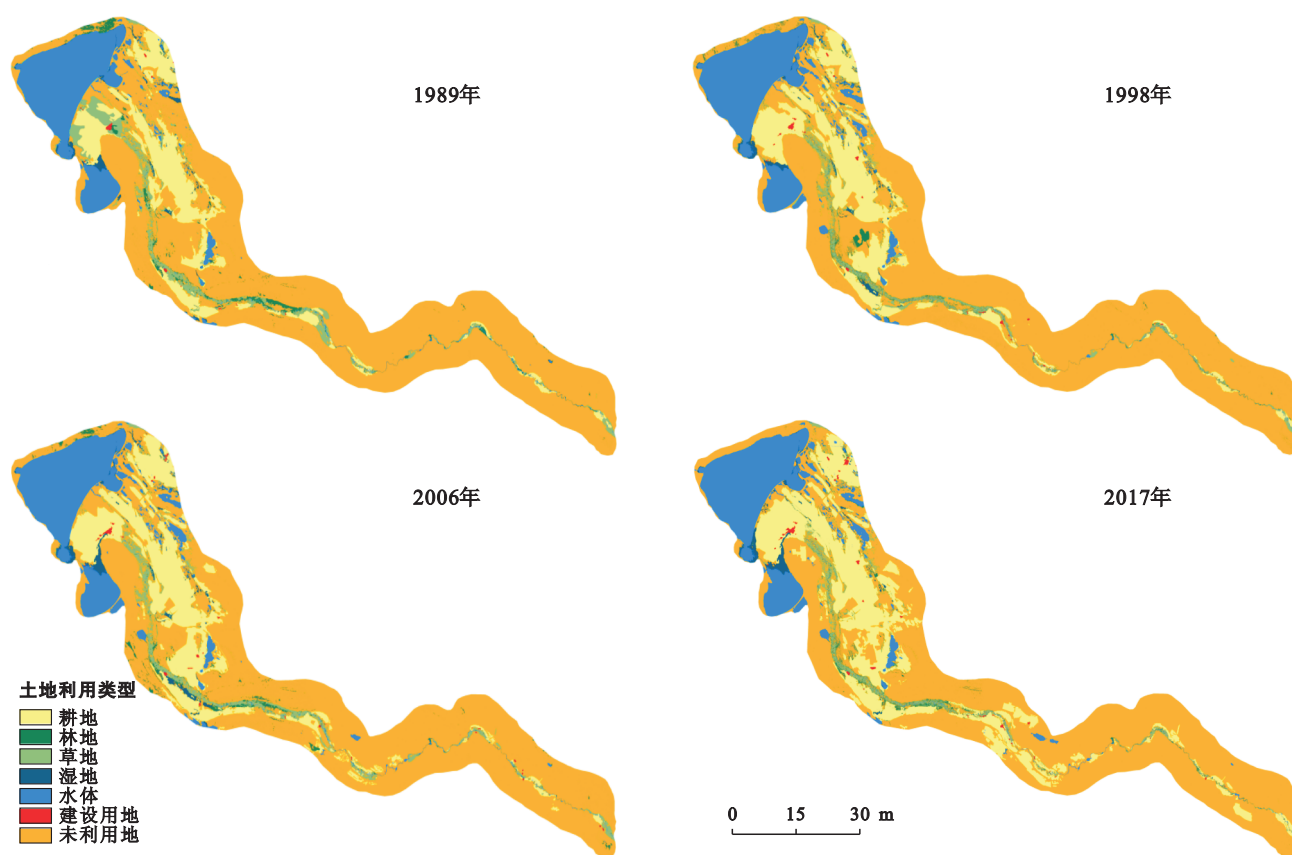 1989年
1998年
2006年
2017年
土地利用类型
耕地
林地
草地
湿地
水体
建设用地
未利用地
0 15 30 m